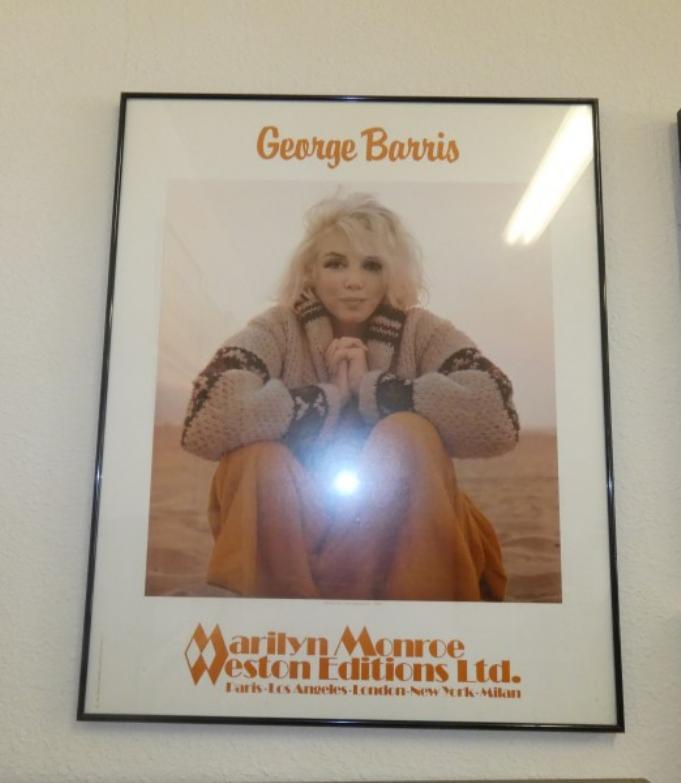 George Barris
Marilyn Monroe
Weston Editions Ltd.
Paris-Los Angeles-London-New York-Milan